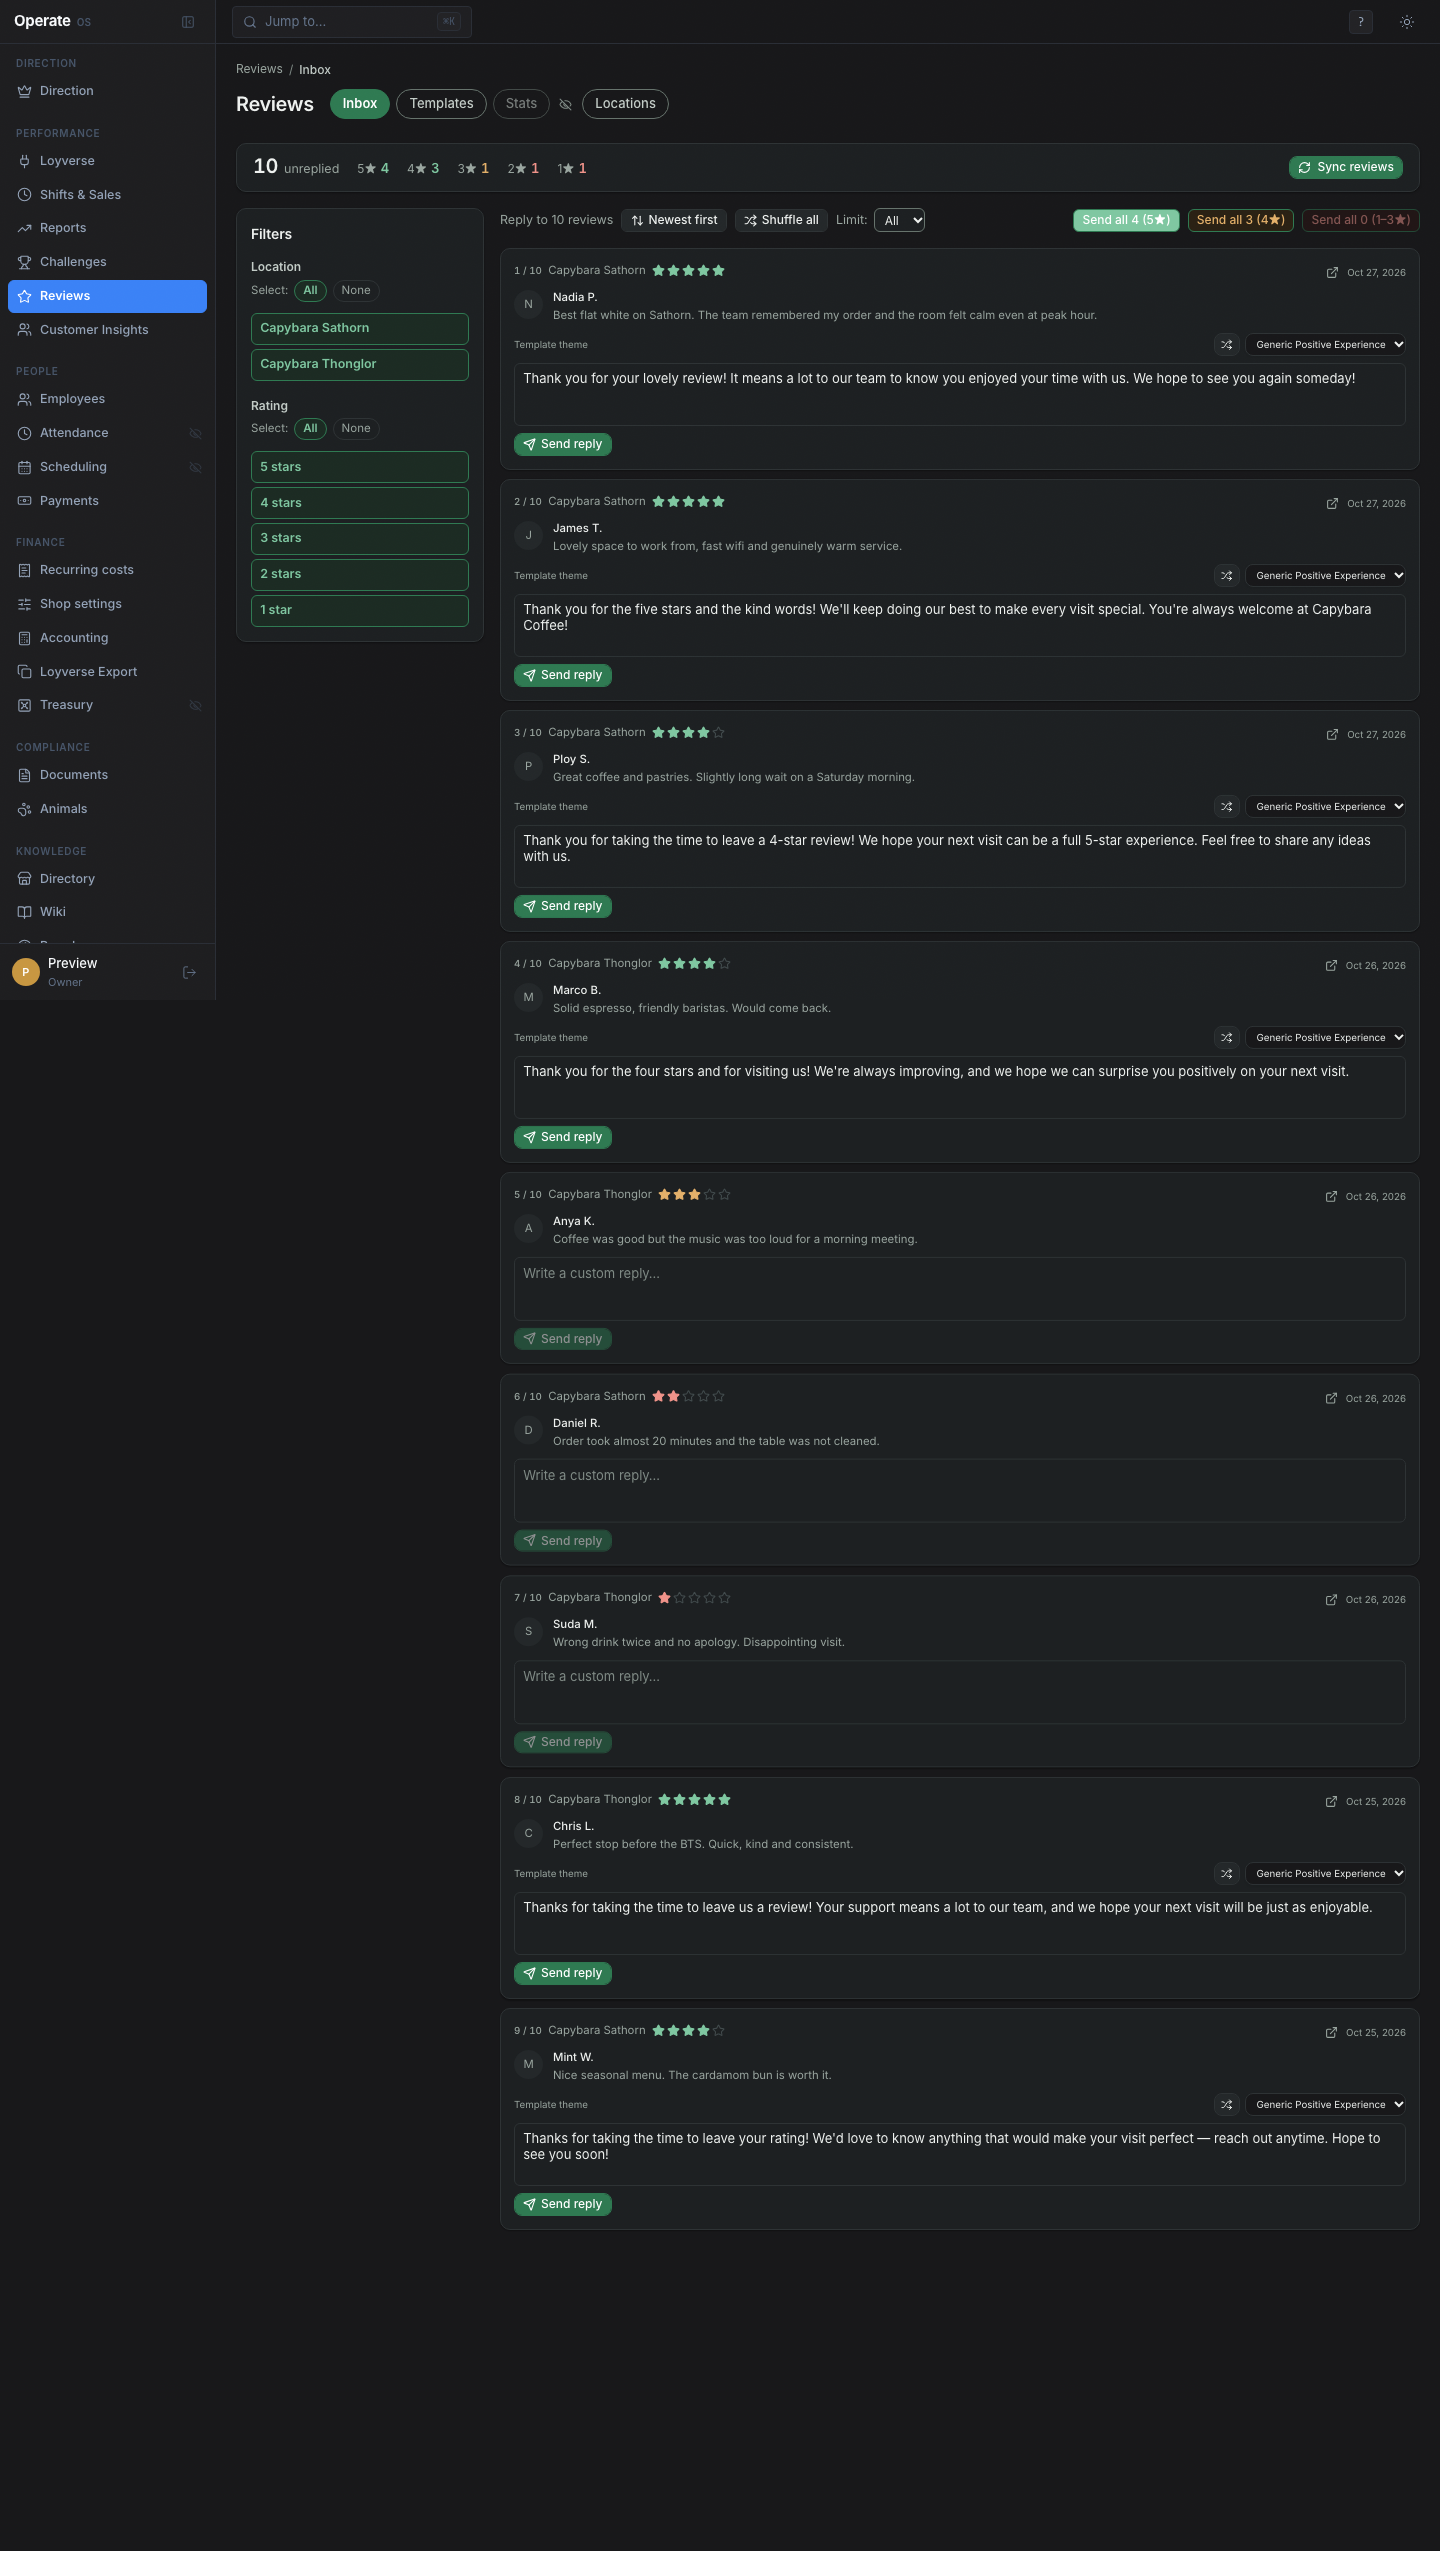 Operate OS
Jump to...
⌘K
?
DIRECTION
Direction
PERFORMANCE
Loyverse
Shifts & Sales
Reports
Challenges
Reviews
Customer Insights
PEOPLE
Employees
Attendance
Scheduling
Payments
FINANCE
Recurring costs
Shop settings
Accounting
Loyverse Export
Treasury
COMPLIANCE
Documents
Animals
KNOWLEDGE
Directory
Wiki
P
Preview
Owner
Reviews / Inbox
Reviews
Inbox
Templates
Stats
Locations
10 unreplied 5★ 4 4★ 3 3★ 1 2★ 1 1★ 1
Sync reviews
Filters
Location
Select: All None
Capybara Sathorn
Capybara Thonglor
Rating
Select: All None
5 stars
4 stars
3 stars
2 stars
1 star
Reply to 10 reviews
Newest first
Shuffle all
Limit: All
Send all 4 (5★)
Send all 3 (4★)
Send all 0 (1–3★)
1 / 10 Capybara Sathorn
Oct 27, 2026
N
Nadia P.
Best flat white on Sathorn. The team remembered my order and the room felt calm even at peak hour.
Template theme
Generic Positive Experience
Thank you for your lovely review! It means a lot to our team to know you enjoyed your time with us. We hope to see you again someday!
Send reply
2 / 10 Capybara Sathorn
Oct 27, 2026
J
James T.
Lovely space to work from, fast wifi and genuinely warm service.
Template theme
Generic Positive Experience
Thank you for the five stars and the kind words! We'll keep doing our best to make every visit special. You're always welcome at Capybara
Coffee!
Send reply
3 / 10 Capybara Sathorn
Oct 27, 2026
P
Ploy S.
Great coffee and pastries. Slightly long wait on a Saturday morning.
Template theme
Generic Positive Experience
Thank you for taking the time to leave a 4-star review! We hope your next visit can be a full 5-star experience. Feel free to share any ideas
with us.
Send reply
4 / 10 Capybara Thonglor
Oct 26, 2026
M
Marco B.
Solid espresso, friendly baristas. Would come back.
Template theme
Generic Positive Experience
Thank you for the four stars and for visiting us! We're always improving, and we hope we can surprise you positively on your next visit.
Send reply
5 / 10 Capybara Thonglor
Oct 26, 2026
A
Anya K.
Coffee was good but the music was too loud for a morning meeting.
Write a custom reply...
Send reply
6 / 10 Capybara Sathorn
Oct 26, 2026
D
Daniel R.
Order took almost 20 minutes and the table was not cleaned.
Write a custom reply...
Send reply
7 / 10 Capybara Thonglor
Oct 26, 2026
S
Suda M.
Wrong drink twice and no apology. Disappointing visit.
Write a custom reply...
Send reply
8 / 10 Capybara Thonglor
Oct 25, 2026
C
Chris L.
Perfect stop before the BTS. Quick, kind and consistent.
Template theme
Generic Positive Experience
Thanks for taking the time to leave us a review! Your support means a lot to our team, and we hope your next visit will be just as enjoyable.
Send reply
9 / 10 Capybara Sathorn
Oct 25, 2026
M
Mint W.
Nice seasonal menu. The cardamom bun is worth it.
Template theme
Generic Positive Experience
Thanks for taking the time to leave your rating! We'd love to know anything that would make your visit perfect — reach out anytime. Hope to
see you soon!
Send reply